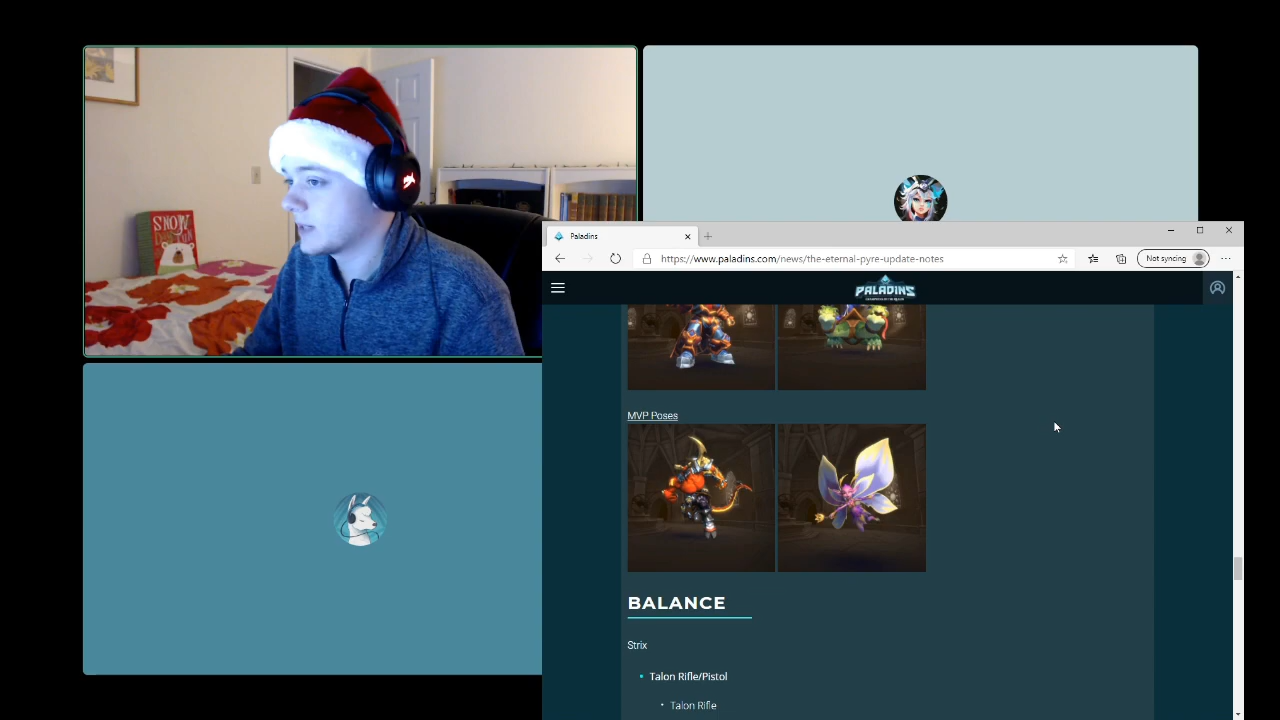 SNOW
Paladins
https://www.paladins.com/news/the-eternal-pyre-update-notes
Not syncing
PALADINS
MVP Poses
BALANCE
Strix
Talon Rifle/Pistol
Talon Rifle